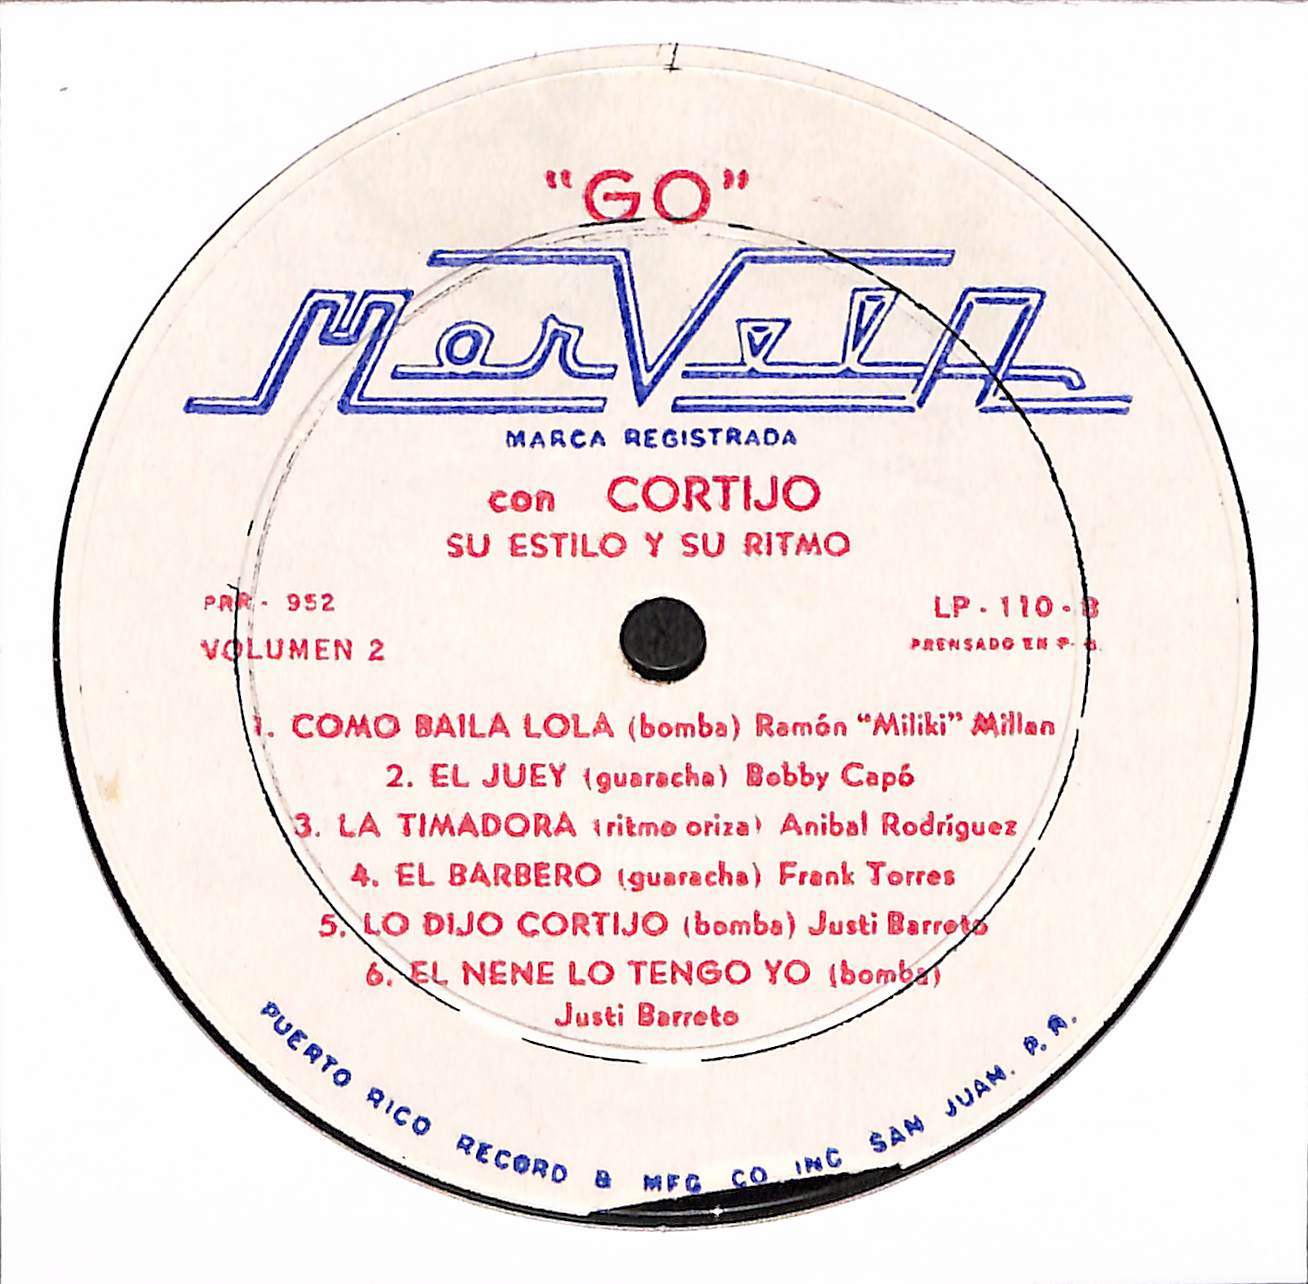 "GO"
Marvela
MARCA REGISTRADA
con CORTIJO
SU ESTILO Y SU RITMO
PRR - 952
LP - 110 - B
VOLUMEN 2
PRENSADO EN P. R.
1. COMO BAILA LOLA (bomba) Ramón "Miliki" Millan
2. EL JUEY (guaracha) Bobby Capó
3. LA TIMADORA (ritmo oriza) Anibal Rodríguez
4. EL BARBERO (guaracha) Frank Torres
5. LO DIJO CORTIJO (bomba) Justi Barreto
6. EL NENE LO TENGO YO (bomba)
Justi Barreto
PUERTO RICO RECORD & MFG CO INC SAN JUAN. P. R.